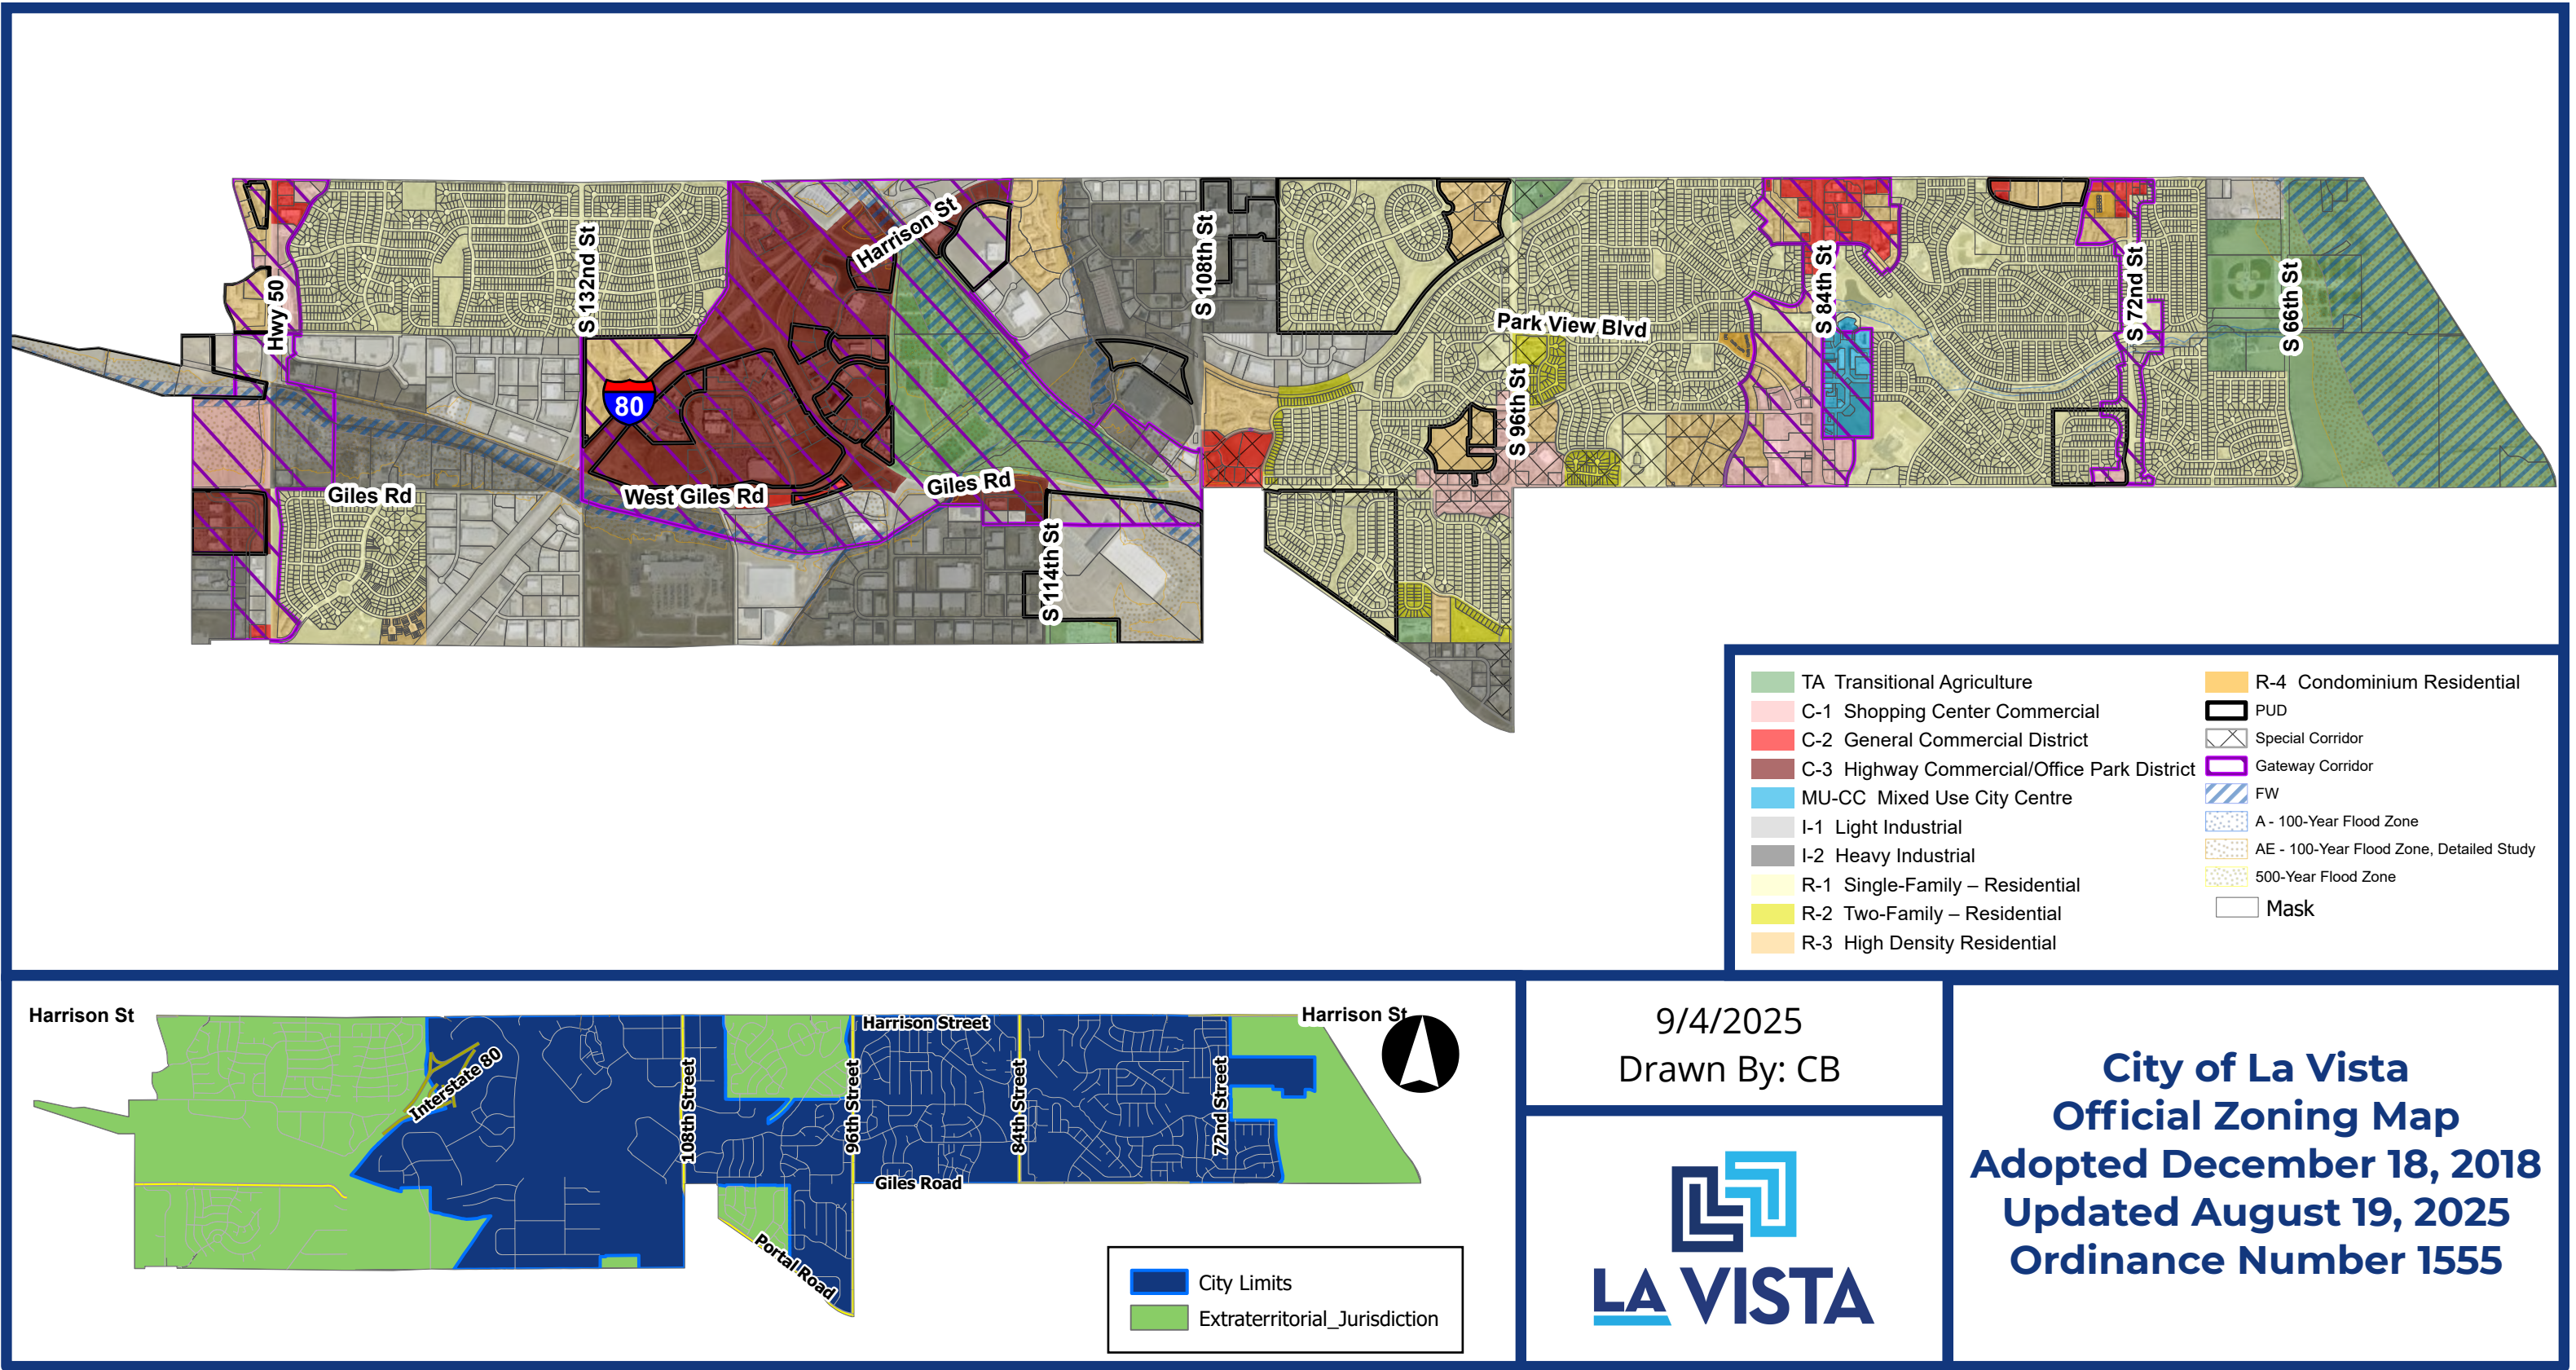 Harrison St
S 108th St
S 132nd St
Hwy 50
S 84th St
S 72nd St
S
S 66th St
Park View Blvd
80
S 96th St
Giles Rd
West Giles Rd
Giles Rd
S 114th St
TA Transitional Agriculture
C-1 Shopping Center Commercial
C-2 General Commercial District
C-3 Highway Commercial/Office Park District
MU-CC Mixed Use City Centre
I-1 Light Industrial
I-2 Heavy Industrial
R-1 Single-Family – Residential
R-2 Two-Family – Residential
R-3 High Density Residential
R-4 Condominium Residential
PUD
Special Corridor
Gateway Corridor
FW
A - 100-Year Flood Zone
AE - 100-Year Flood Zone, Detailed Study
500-Year Flood Zone
Mask
Harrison St
Harrison Street
Harrison St
Interstate 80
108th Street
96th Street
84th Street
72nd Street
Giles Road
Portal Road
City Limits
Extraterritorial_Jurisdiction
9/4/2025
Drawn By: CB
LA VISTA
City of La Vista
Official Zoning Map
Adopted December 18, 2018
Updated August 19, 2025
Ordinance Number 1555